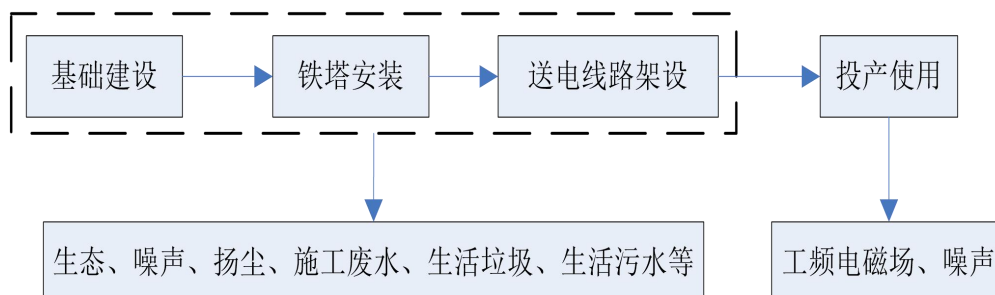 基础建设
铁塔安装
送电线路架设
投产使用
生态、噪声、扬尘、施工废水、生活垃圾、生活污水等
工频电磁场、噪声